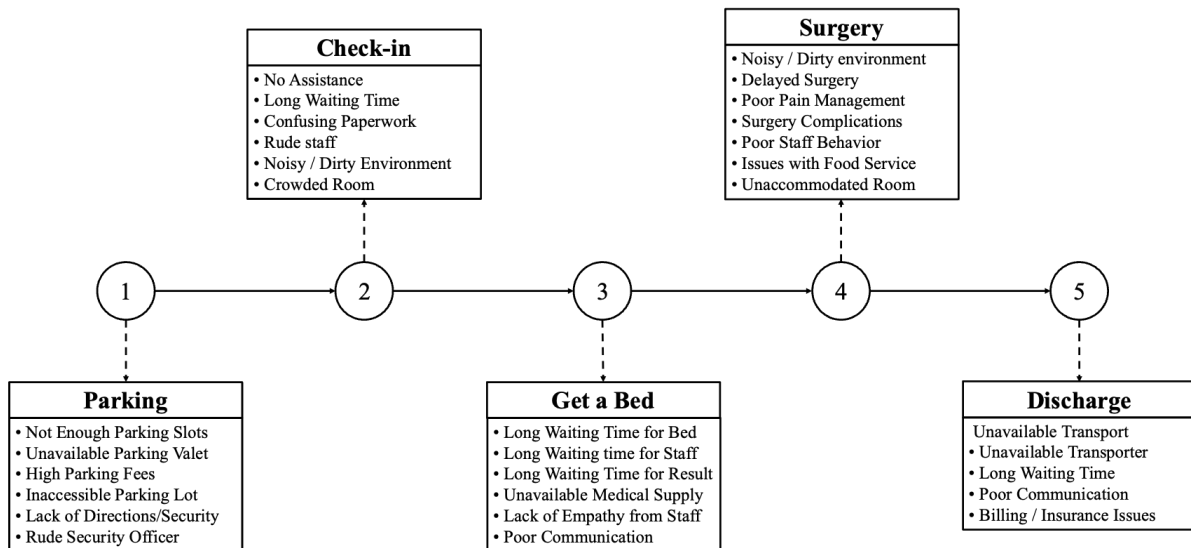 Check-in
• No Assistance
• Long Waiting Time
• Confusing Paperwork
• Rude staff
• Noisy / Dirty Environment
• Crowded Room
Surgery
• Noisy / Dirty environment
• Delayed Surgery
• Poor Pain Management
• Surgery Complications
• Poor Staff Behavior
• Issues with Food Service
• Unaccommodated Room
1
2
3
4
5
Parking
• Not Enough Parking Slots
• Unavailable Parking Valet
• High Parking Fees
• Inaccessible Parking Lot
• Lack of Directions/Security
• Rude Security Officer
Get a Bed
• Long Waiting Time for Bed
• Long Waiting time for Staff
• Long Waiting Time for Result
• Unavailable Medical Supply
• Lack of Empathy from Staff
• Poor Communication
Discharge
Unavailable Transport
• Unavailable Transporter
• Long Waiting Time
• Poor Communication
• Billing / Insurance Issues